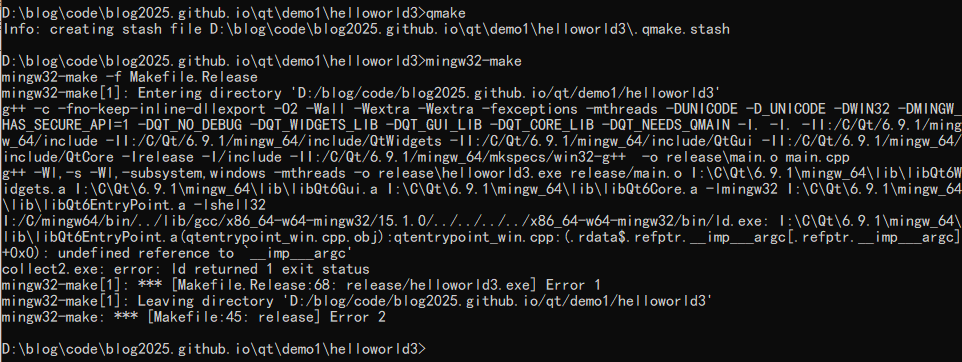 D:\blog\code\blog2025.github.io\qt\demo1\helloworld3>qmake
Info: creating stash file D:\blog\code\blog2025.github.io\qt\demo1\helloworld3\.qmake.stash
D:\blog\code\blog2025.github.io\qt\demo1\helloworld3>mingw32-make
mingw32-make -f Makefile.Release
mingw32-make[1]: Entering directory 'D:/blog/code/blog2025.github.io/qt/demo1/helloworld3'
g++ -c -fno-keep-inline-dllexport -O2 -Wall -Wextra -Wextra -fexceptions -mthreads -DUNICODE -D_UNICODE -DWIN32 -DMINGW_
HAS_SECURE_API=1 -DQT_NO_DEBUG -DQT_WIDGETS_LIB -DQT_GUI_LIB -DQT_CORE_LIB -DQT_NEEDS_QMAIN -I. -I. -II:/C/Qt/6.9.1/ming
w_64/include -II:/C/Qt/6.9.1/mingw_64/include/QtWidgets -II:/C/Qt/6.9.1/mingw_64/include/QtGui -II:/C/Qt/6.9.1/mingw_64/
include/QtCore -Irelease -I/include -II:/C/Qt/6.9.1/mingw_64/mkspecs/win32-g++  -o release\main.o main.cpp
g++ -Wl,-s -Wl,-subsystem,windows -mthreads -o release\helloworld3.exe release/main.o I:\C\Qt\6.9.1\mingw_64\lib\libQt6W
idgets.a I:\C\Qt\6.9.1\mingw_64\lib\libQt6Gui.a I:\C\Qt\6.9.1\mingw_64\lib\libQt6Core.a -lmingw32 I:\C\Qt\6.9.1\mingw_64
\lib\libQt6EntryPoint.a -lshell32
I:/C/mingw64/bin/../lib/gcc/x86_64-w64-mingw32/15.1.0/../../../../x86_64-w64-mingw32/bin/ld.exe: I:\C\Qt\6.9.1\mingw_64\
lib\libQt6EntryPoint.a(qtentrypoint_win.cpp.obj):qtentrypoint_win.cpp:(.rdata$.refptr.__imp___argc[.refptr.__imp___argc]
+0x0): undefined reference to `__imp___argc'
collect2.exe: error: ld returned 1 exit status
mingw32-make[1]: *** [Makefile.Release:68: release/helloworld3.exe] Error 1
mingw32-make[1]: Leaving directory 'D:/blog/code/blog2025.github.io/qt/demo1/helloworld3'
mingw32-make: *** [Makefile:45: release] Error 2
D:\blog\code\blog2025.github.io\qt\demo1\helloworld3>